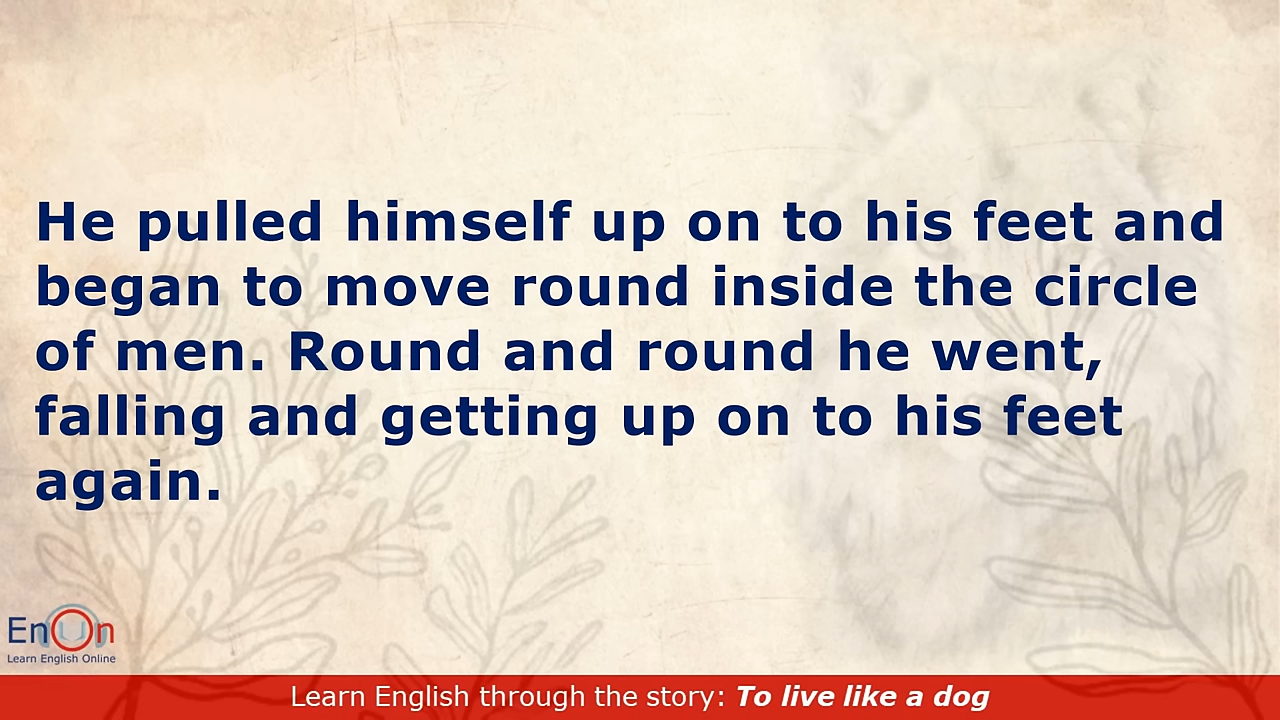 He pulled himself up on to his feet and
began to move round inside the circle
of men. Round and round he went,
falling and getting up on to his feet
again.
EnOn
Learn English Online
Learn English through the story: To live like a dog